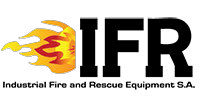 IFR
Industrial Fire and Rescue Equipment S.A.